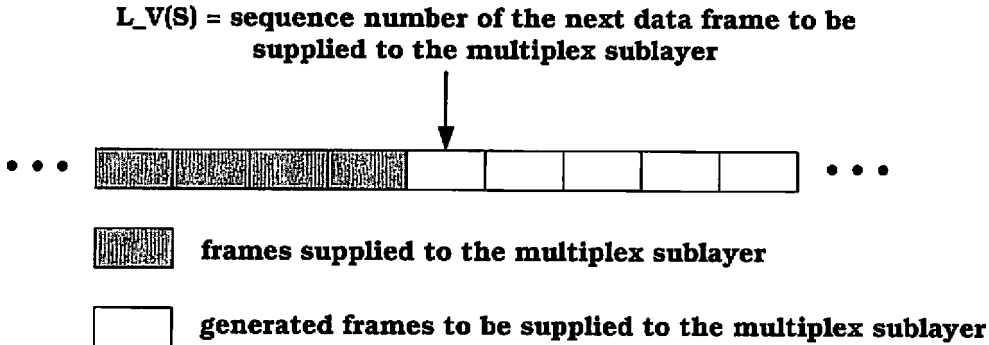 L_V(S) = sequence number of the next data frame to be
supplied to the multiplex sublayer
frames supplied to the multiplex sublayer
generated frames to be supplied to the multiplex sublayer